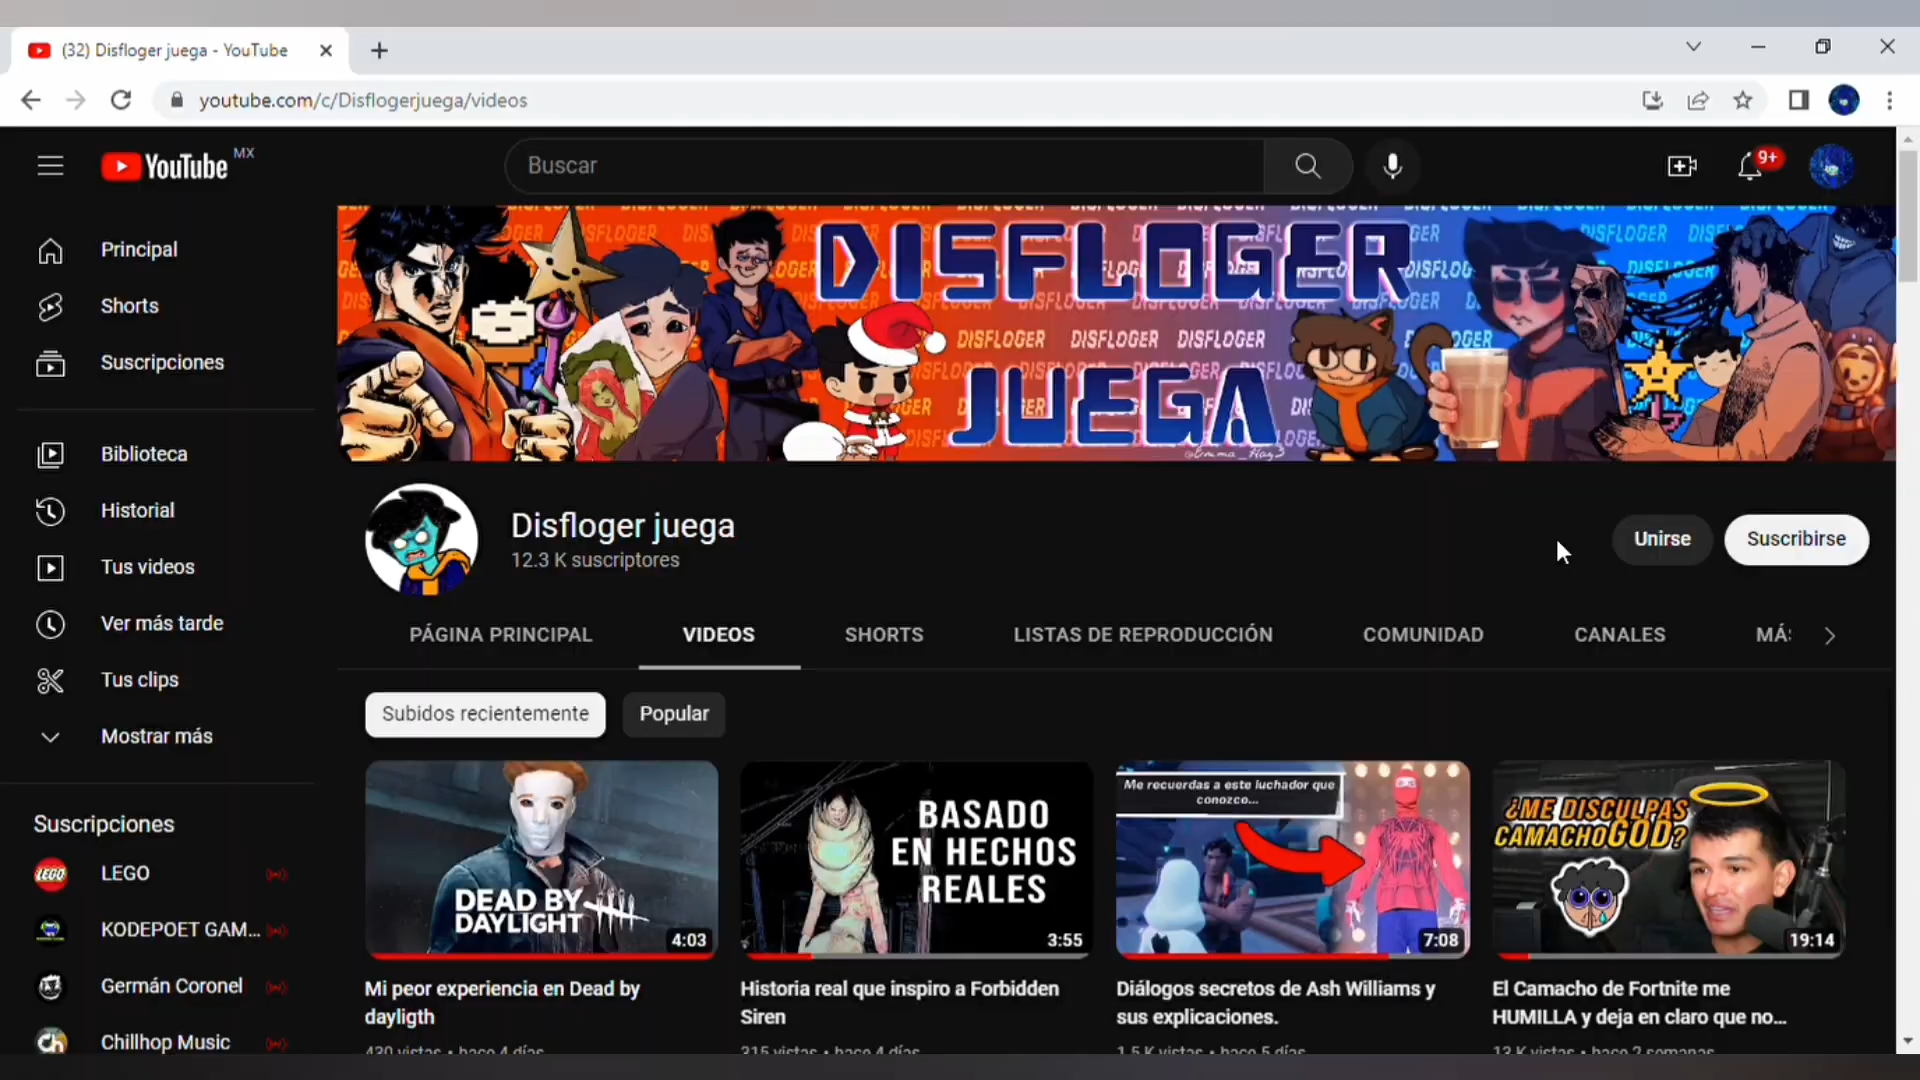 (32) Disfloger juega - YouTube
youtube.com/c/Disflogerjuega/videos
YouTube MX
Buscar
9+
Principal
Shorts
Suscripciones
Biblioteca
Historial
Tus videos
Ver más tarde
Tus clips
Mostrar más
Suscripciones
LEGO
KODEPOET GAM...
Germán Coronel
Chillhop Music
DISFLOGER
DISFLOGER DISFLOGER DISFLOGER
JUEGA
Disfloger juega
12.3 K suscriptores
Unirse
Suscribirse
PÁGINA PRINCIPAL
VIDEOS
SHORTS
LISTAS DE REPRODUCCIÓN
COMUNIDAD
CANALES
Subidos recientemente
Popular
DEAD BY
DAYLIGHT
4:03
Mi peor experiencia en Dead by
dayligth
430 vistas • hace 4 días
BASADO
EN HECHOS
REALES
3:55
Historia real que inspiro a Forbidden
Siren
315 vistas • hace 4 días
Me recuerdas a este luchador que
conozco...
7:08
Diálogos secretos de Ash Williams y
sus explicaciones.
1.5 K vistas • hace 5 días
¿ME DISCULPAS
CAMACHOGOD?
19:14
El Camacho de Fortnite me
HUMILLA y deja en claro que no...
13 K vistas • hace 2 semanas